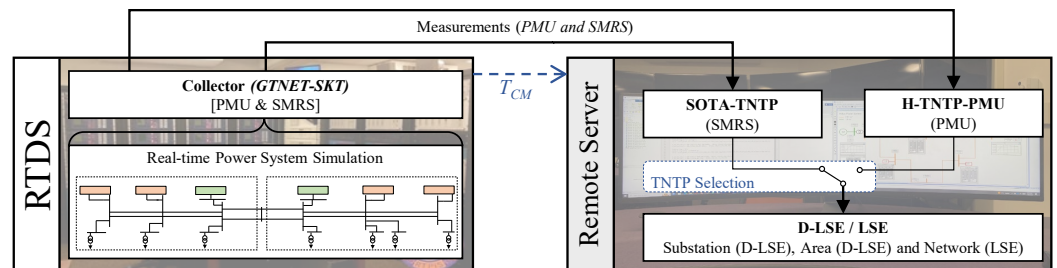 Measurements (PMU and SMRS)
RTDS
Collector (GTNET-SKT)
[PMU & SMRS]
Real-time Power System Simulation
T_CM
Remote Server
SOTA-TNTP
(SMRS)
H-TNTP-PMU
(PMU)
TNTP Selection
D-LSE / LSE
Substation (D-LSE), Area (D-LSE) and Network (LSE)